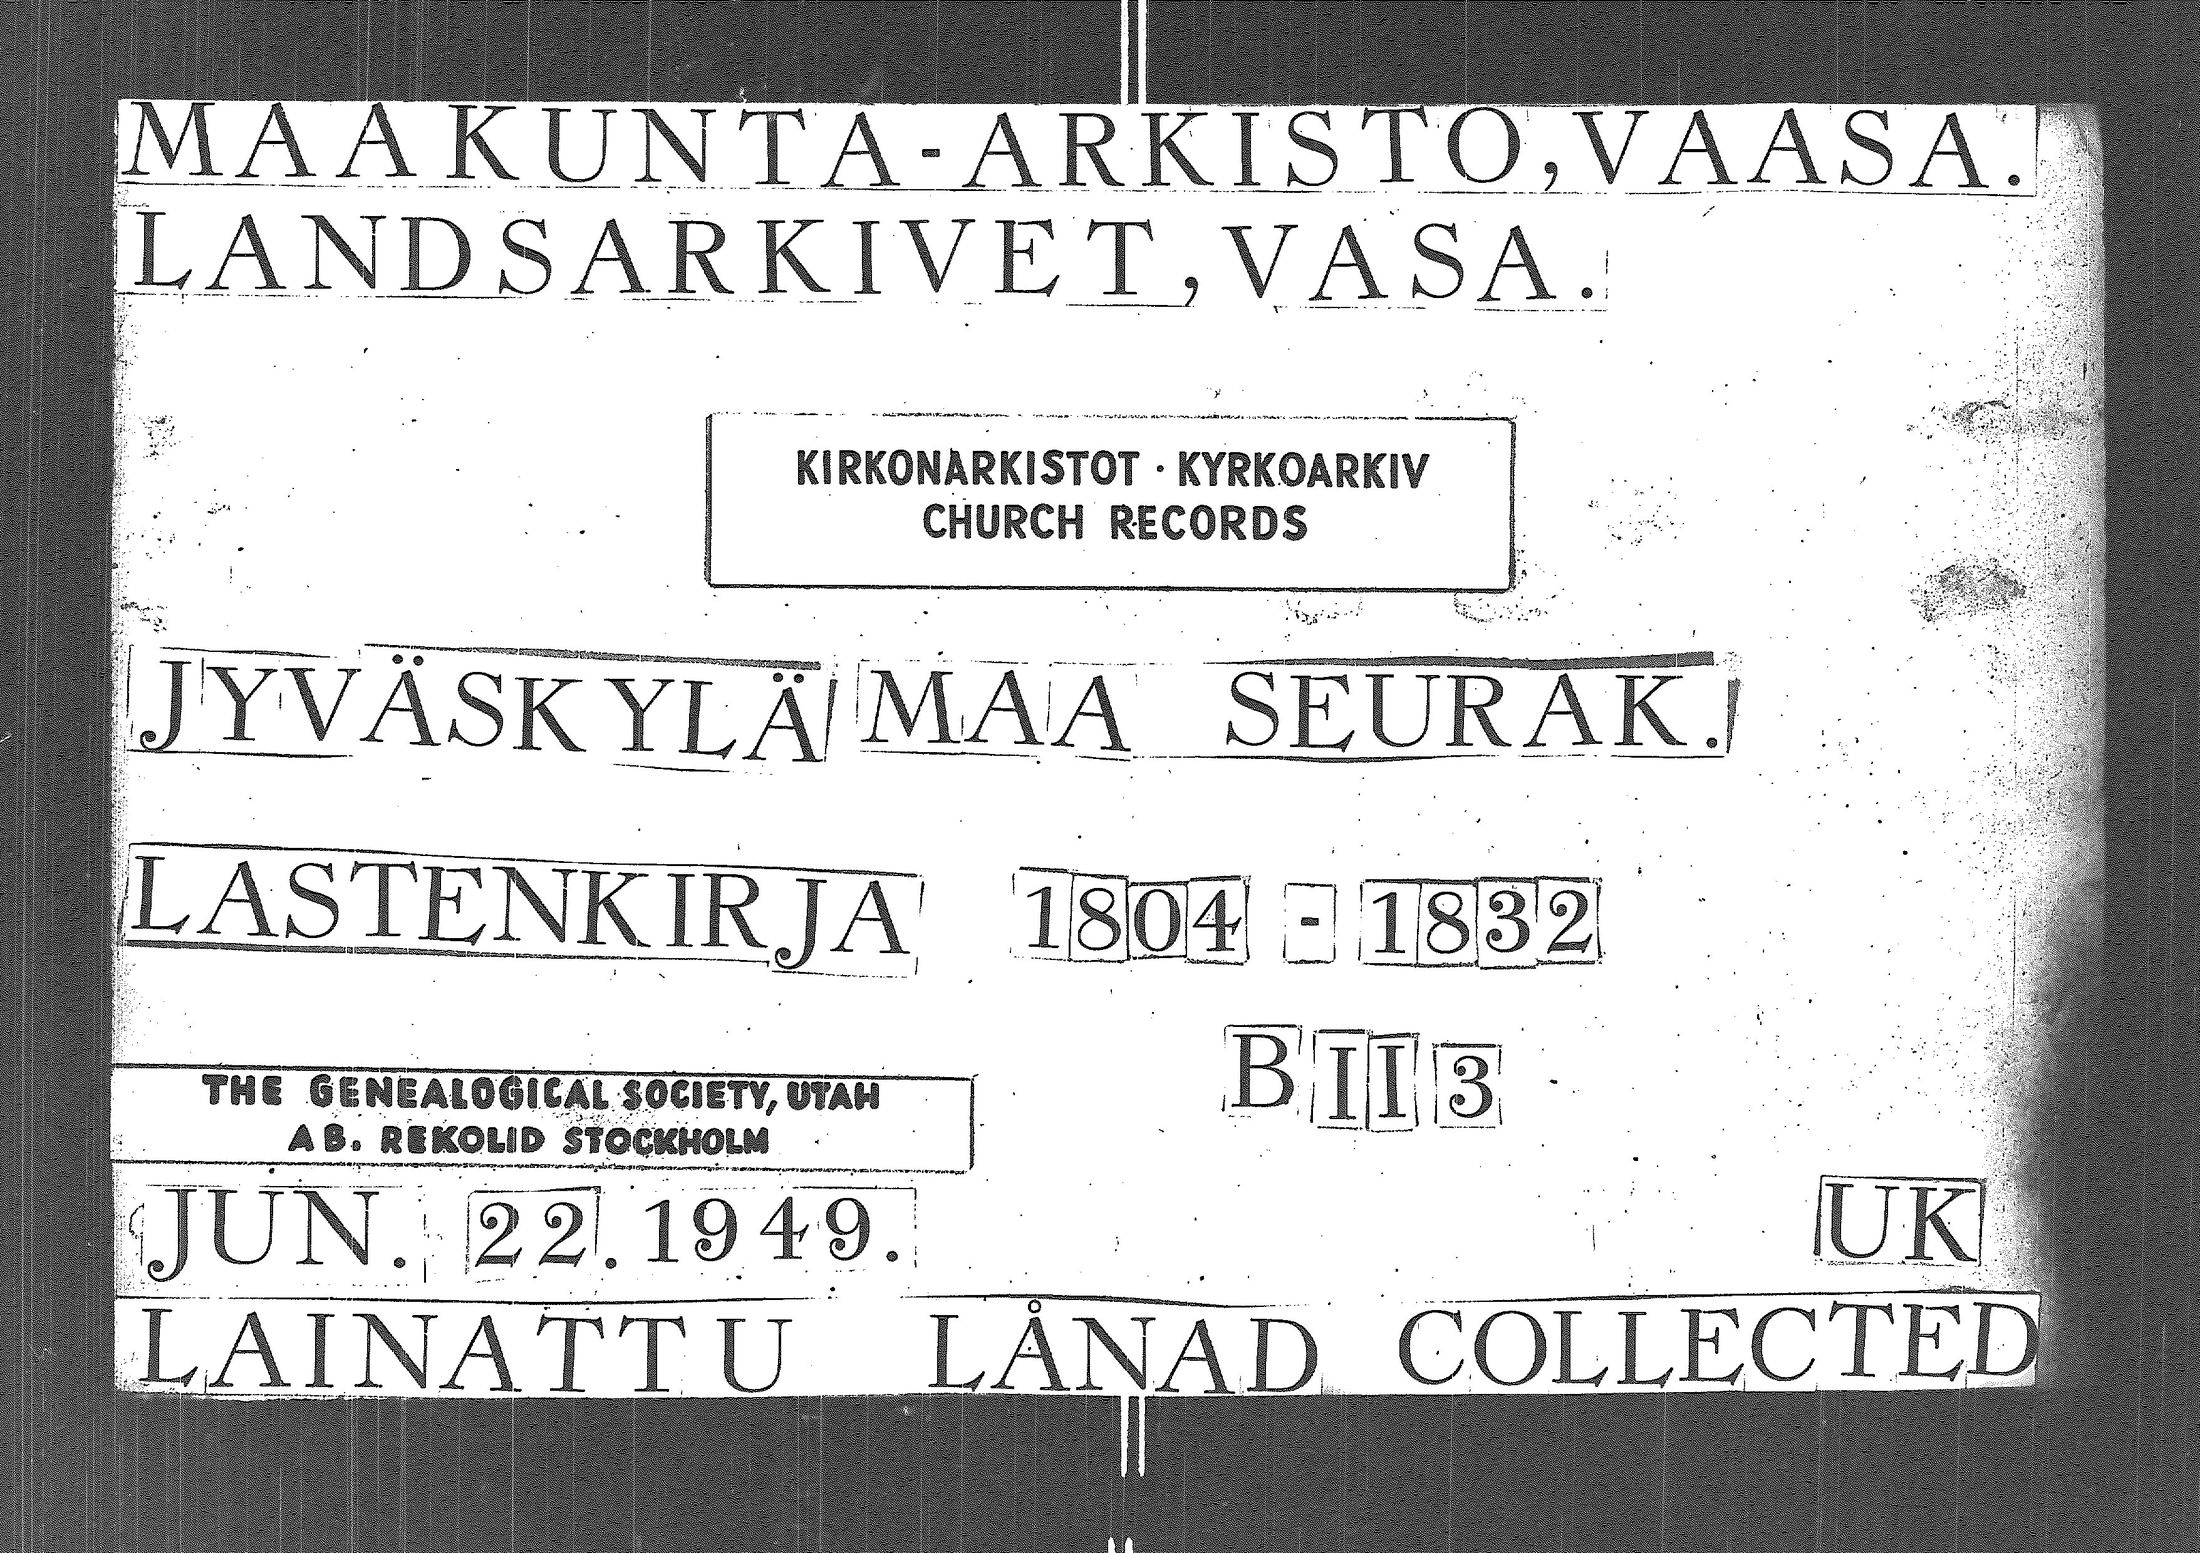 MAAKUNTA-ARKISTO, VAASA.
LANDSARKIVET, VASA.
KIRKONARKISTOT · KYRKOARKIV
CHURCH RECORDS
JYVÄSKYLÄ MAA SEURAK.
LASTENKIRJA 1804 - 1832
B II 3
THE GENEALOGICAL SOCIETY, UTAH
AB. REKOLID STOCKHOLM
JUN. 22. 1949.
UK
LAINATTU LÅNAD COLLECTED